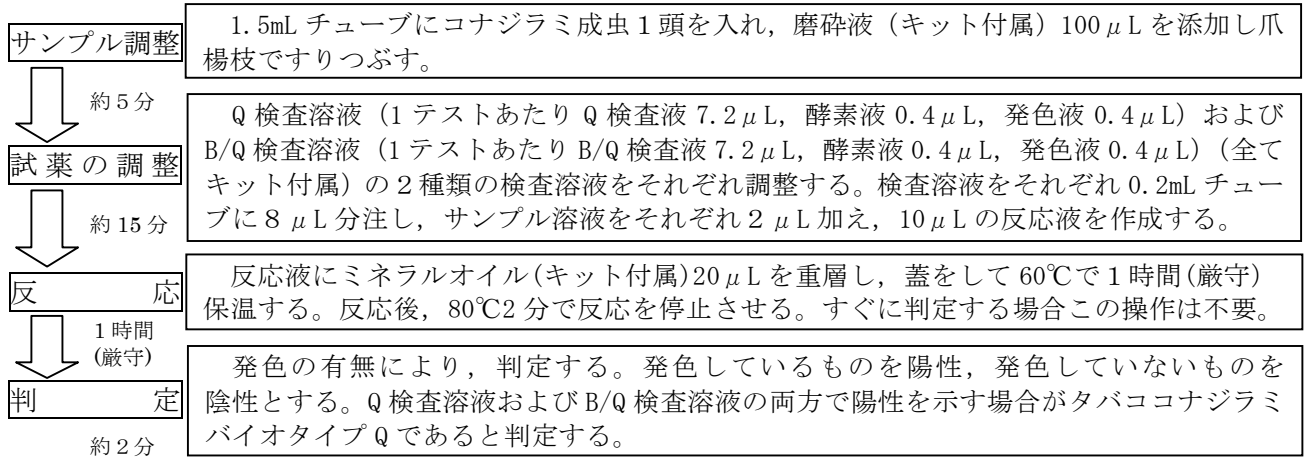 サンプル調整
1.5mL チューブにコナジラミ成虫１頭を入れ，磨砕液（キット付属）100μL を添加し爪
楊枝ですりつぶす。
約５分
試薬の調整
Q 検査溶液（1 テストあたり Q 検査液 7.2μL，酵素液 0.4μL，発色液 0.4μL）および
B/Q 検査溶液（1 テストあたり B/Q 検査液 7.2μL，酵素液 0.4μL，発色液 0.4μL）（全て
キット付属）の２種類の検査溶液をそれぞれ調整する。検査溶液をそれぞれ 0.2mL チュー
ブに８μL 分注し，サンプル溶液をそれぞれ２μL 加え，10μL の反応液を作成する。
約 15 分
反応
反応液にミネラルオイル(キット付属)20μL を重層し，蓋をして 60℃で１時間(厳守)
保温する。反応後，80℃2 分で反応を停止させる。すぐに判定する場合この操作は不要。
１時間
(厳守)
判定
発色の有無により，判定する。発色しているものを陽性，発色していないものを
陰性とする。Q 検査溶液および B/Q 検査溶液の両方で陽性を示す場合がタバココナジラミ
バイオタイプ Q であると判定する。
約２分